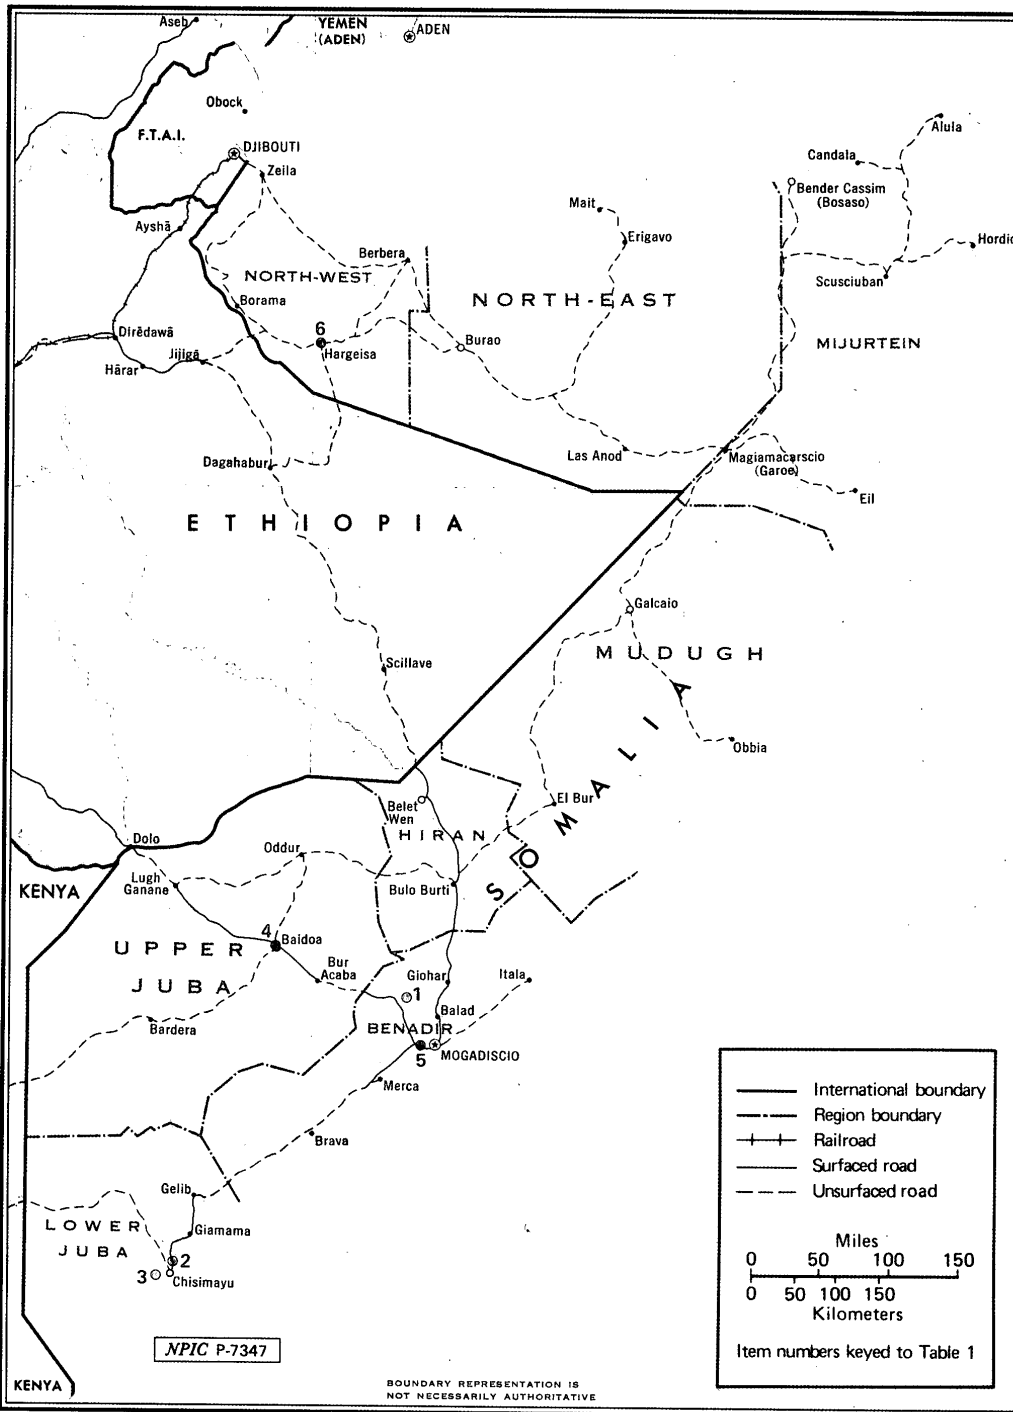 Aseb
YEMEN
(ADEN)
ADEN
Obock
F.T.A.I.
DJIBOUTI
Zeila
Alula
Candala
Bender Cassim
(Bosaso)
Mait
Erigavo
Hordio
Ayshā
Berbera
NORTH-WEST
Scusciuban
Borama
NORTH-EAST
Dirēdawā
6
Hargeisa
Burao
MIJURTEIN
Jijigā
Hārar
Dagahabur
Las Anod
Magiamacarscio
(Garoe)
Eil
ETHIOPIA
Galcaio
MUDUGH
Scillave
SOMALIA
Obbia
Belet
Wen
El Bur
HIRAN
Dolo
Oddur
KENYA
Lugh
Ganane
Bulo Burti
4
Baidoa
UPPER
JUBA
Bur
Acaba
Giohar
Itala
1
Balad
BENADIR
Bardera
5
MOGADISCIO
Merca
Brava
Gelib
LOWER
JUBA
Giamama
2
3
Chisimayu
International boundary
Region boundary
Railroad
Surfaced road
Unsurfaced road
Miles
0 50 100 150
0 50 100 150
Kilometers
Item numbers keyed to Table 1
NPIC P-7347
KENYA
BOUNDARY REPRESENTATION IS
NOT NECESSARILY AUTHORITATIVE